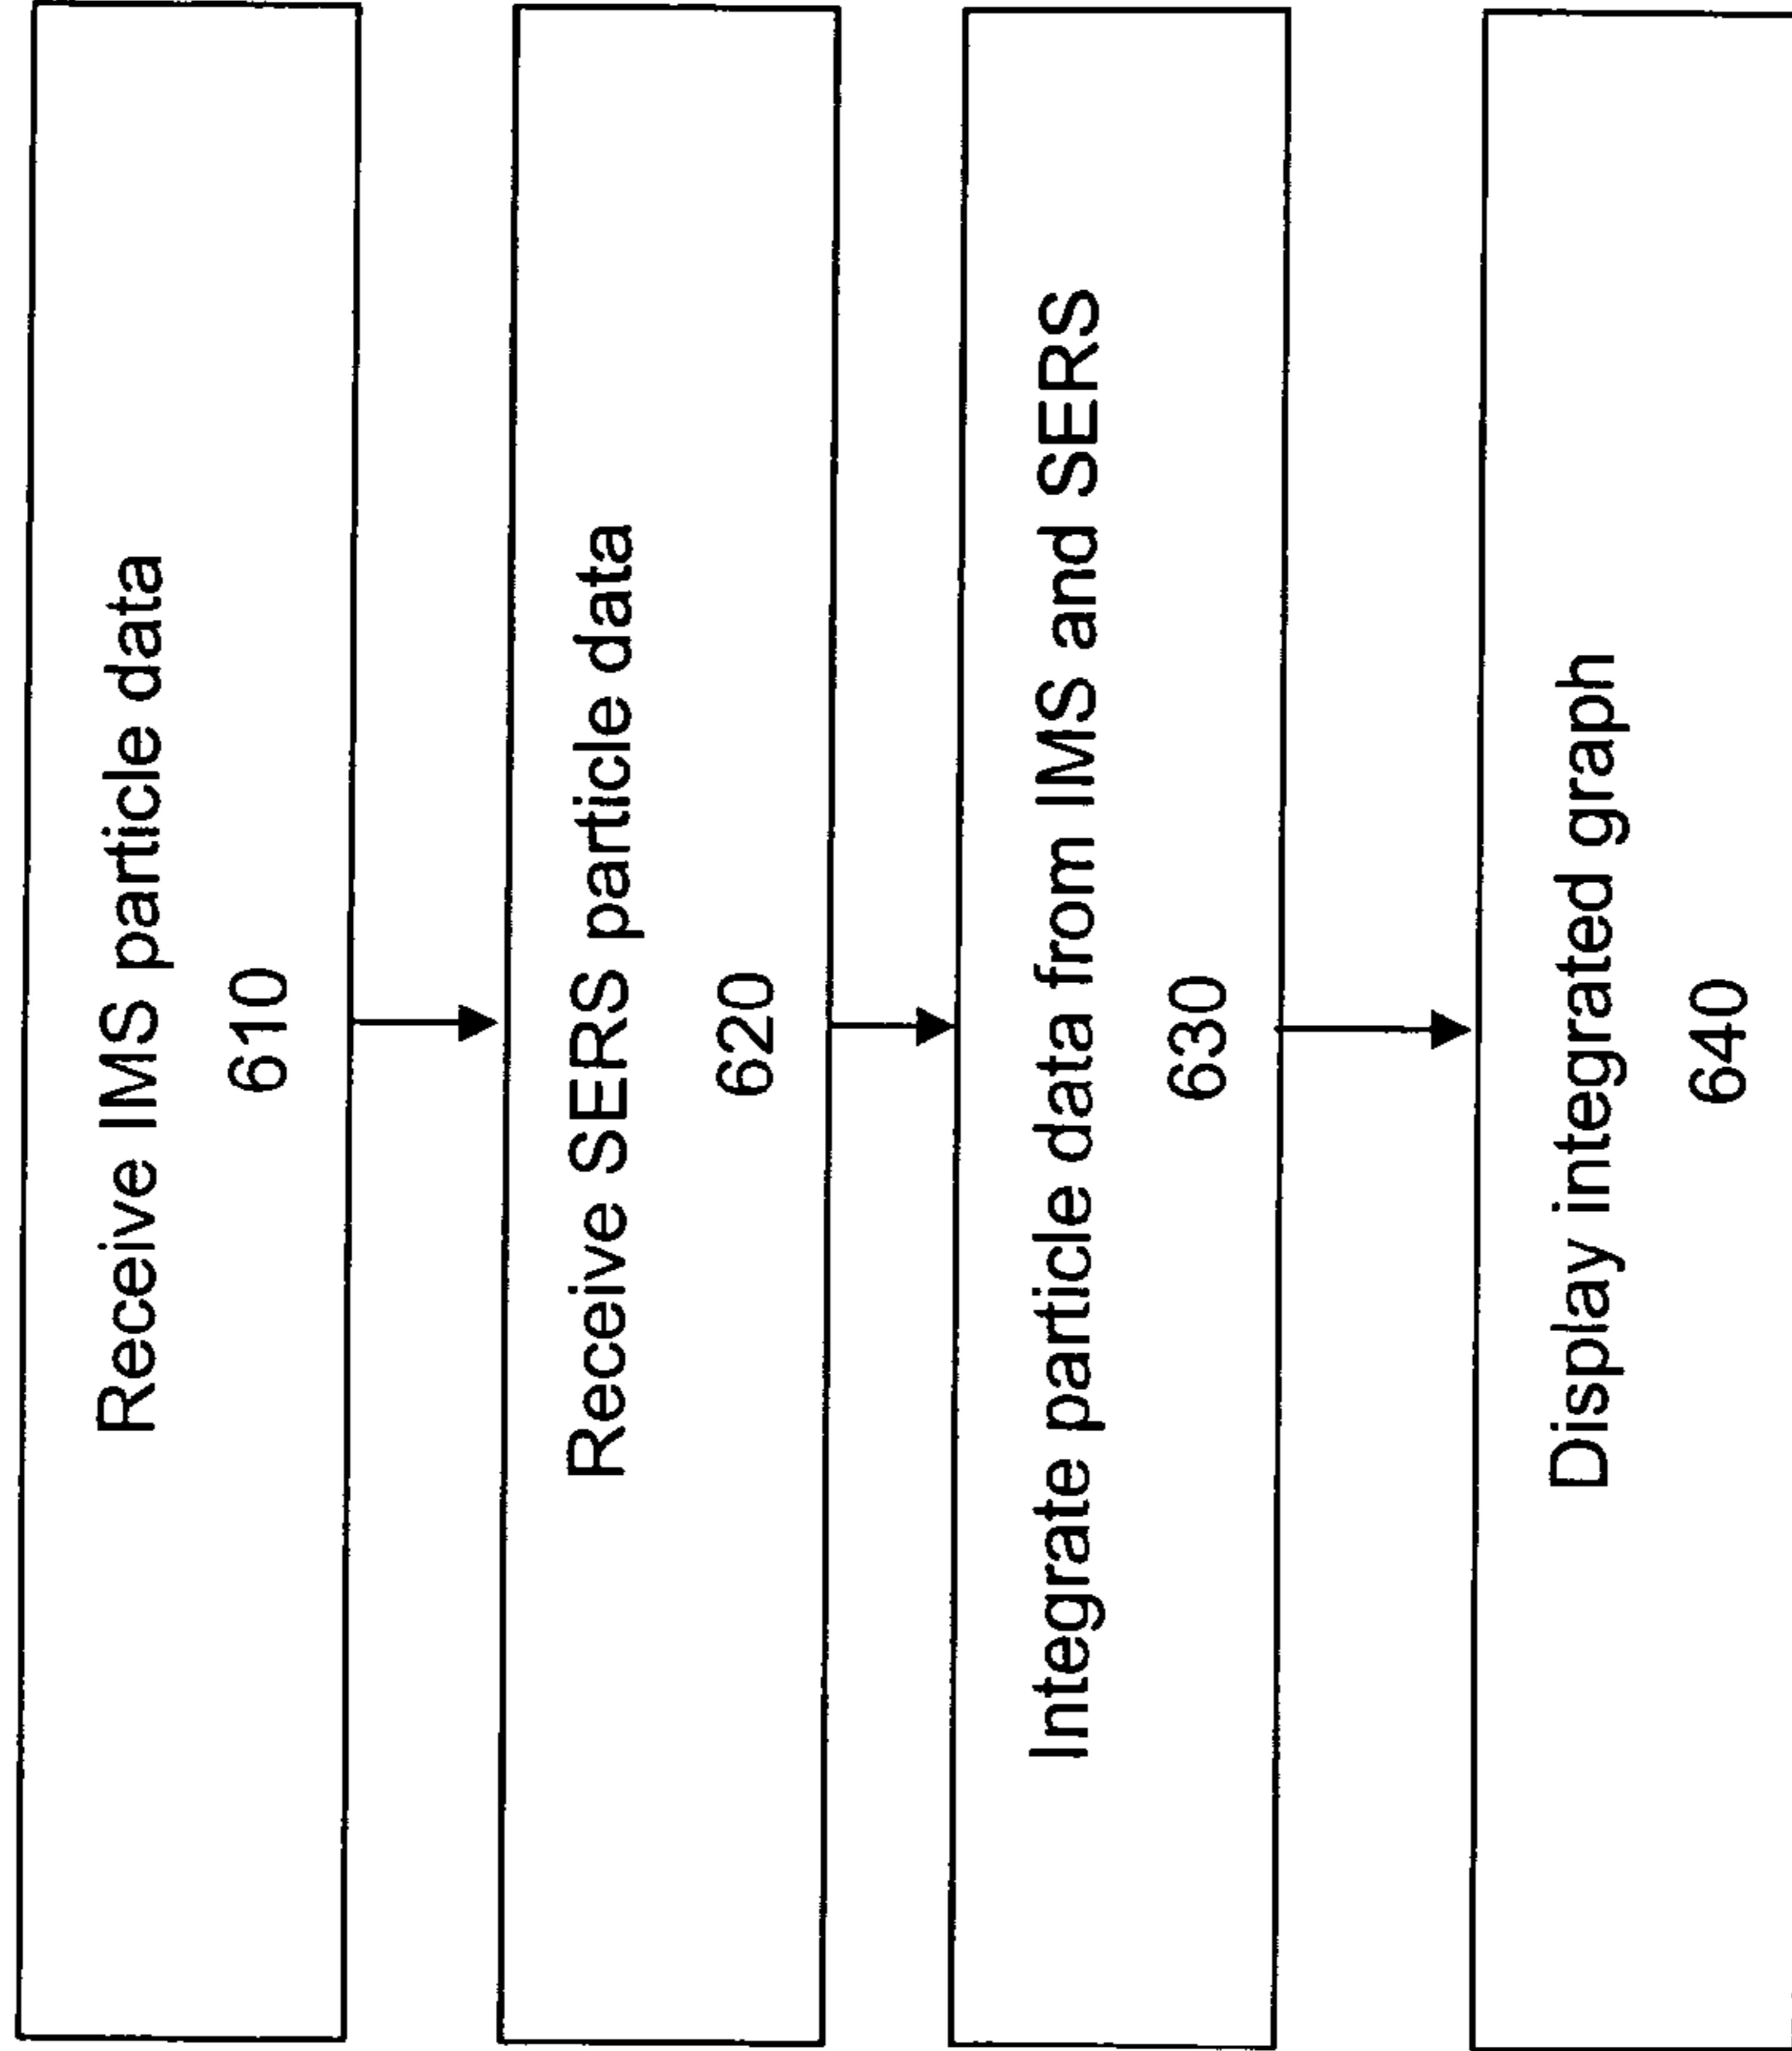 Receive IMS particle data
610
Receive SERS particle data
620
Integrate particle data from IMS and SERS
630
Display integrated graph
640